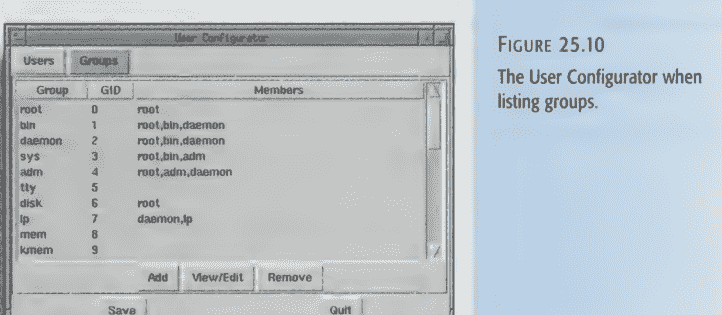 User Configurator
Users Groups
Group GID Members
root 0 root
bin 1 root,bin,daemon
daemon 2 root,bin,daemon
sys 3 root,bin,adm
adm 4 root,adm,daemon
tty 5
disk 6 root
lp 7 daemon,lp
mem 8
kmem 9
Add View/Edit Remove
Save Quit
FIGURE 25.10
The User Configurator when
listing groups.